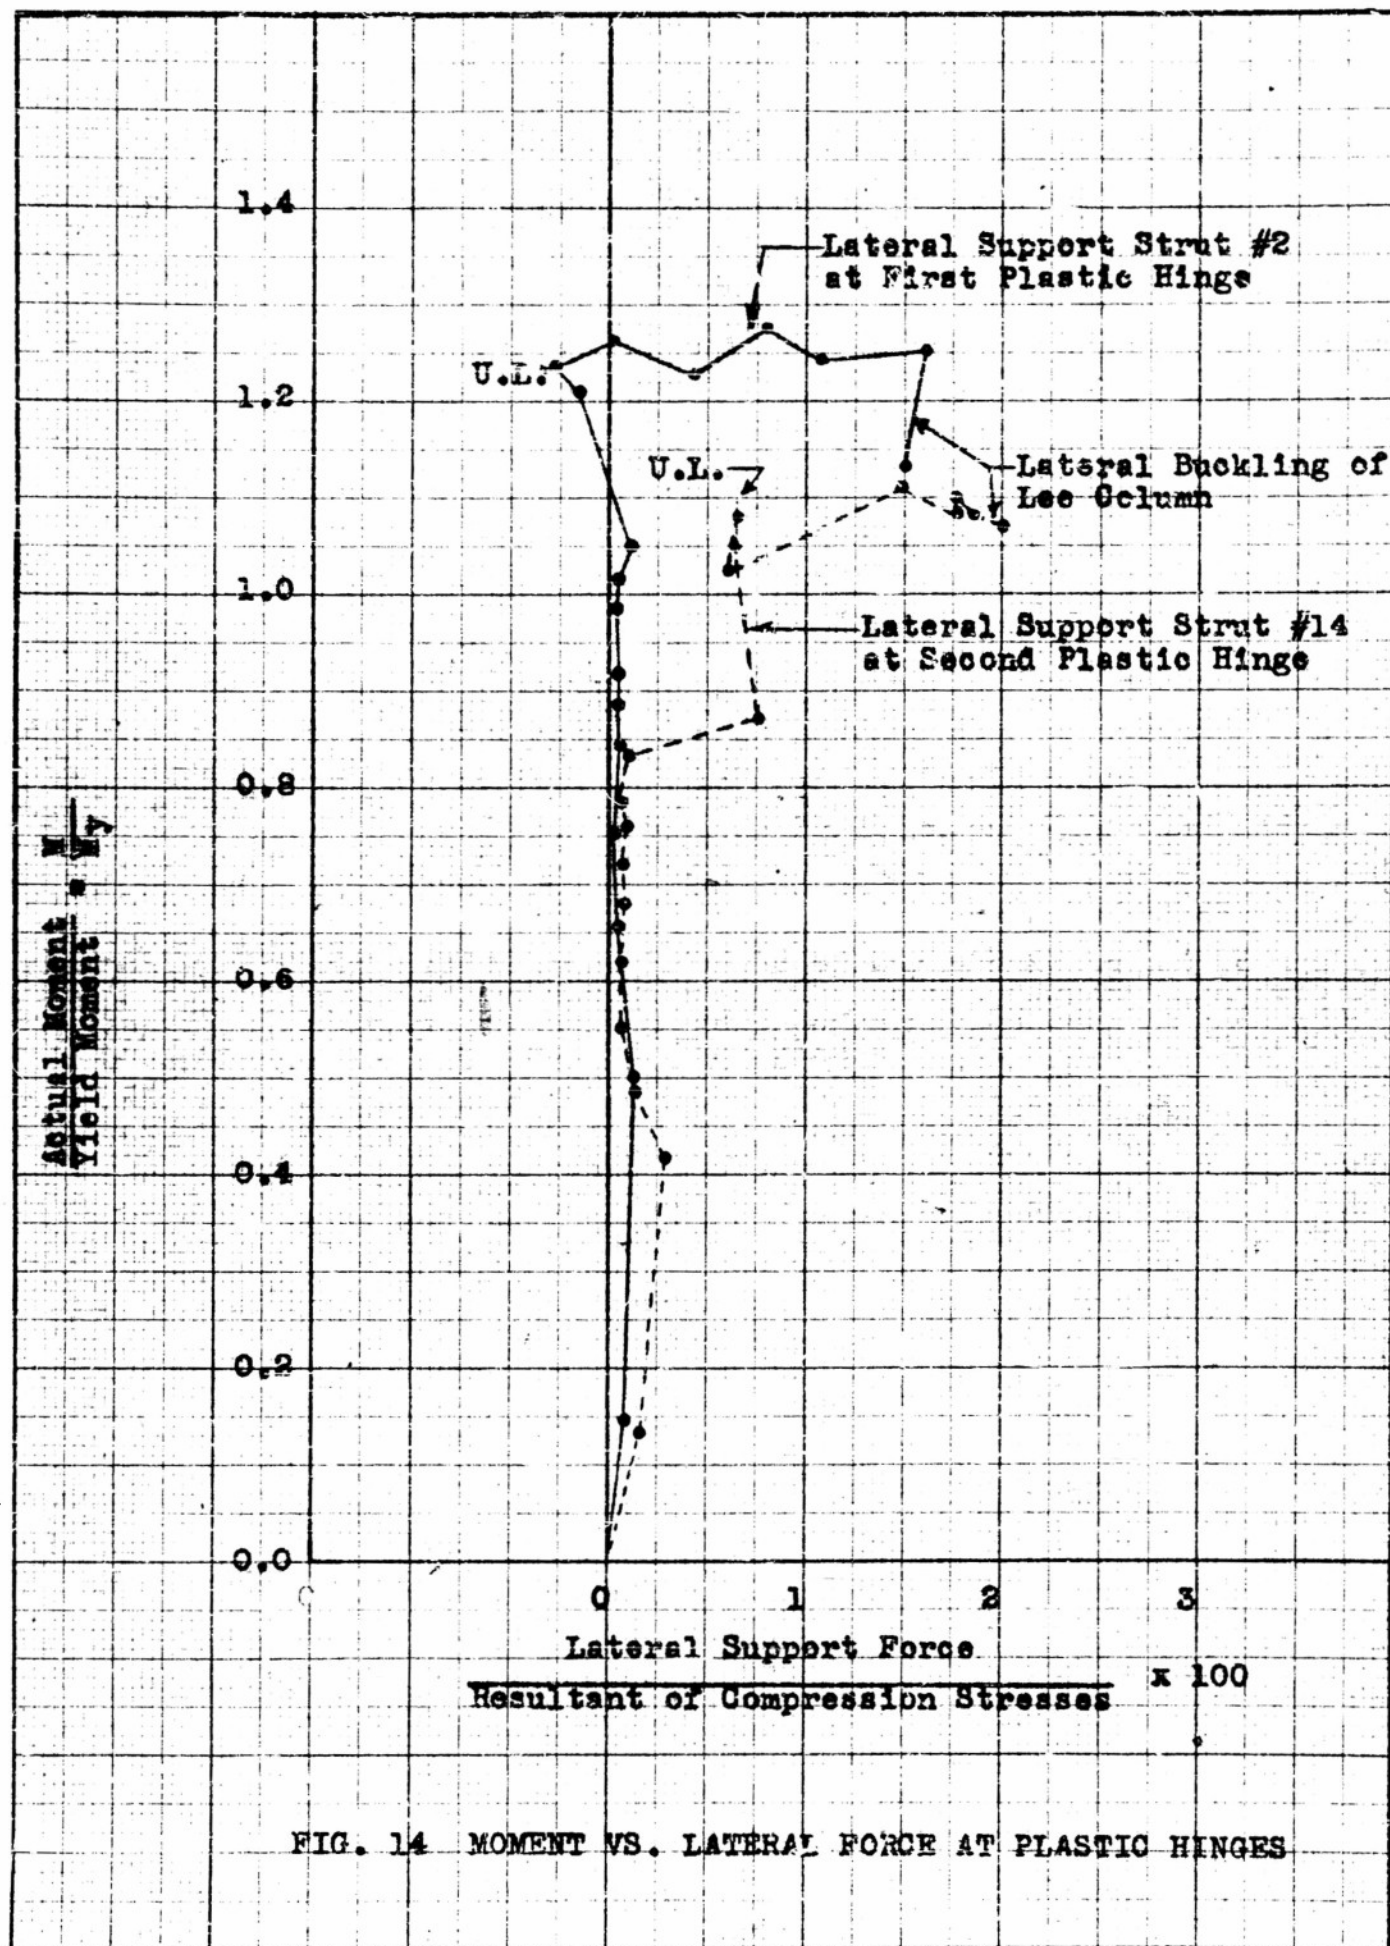 1.4
Lateral Support Strut #2
at First Plastic Hinge
U.L.
1.2
U.L.
Lateral Buckling of
Lee Column
1.0
Lateral Support Strut #14
at Second Plastic Hinge
0.8
Actual Moment
Yield Moment
= M
My
0.6
0.4
0.2
0.0
0 1 2 3
Lateral Support Force
Resultant of Compression Stresses
x 100
FIG. 14 MOMENT VS. LATERAL FORCE AT PLASTIC HINGES